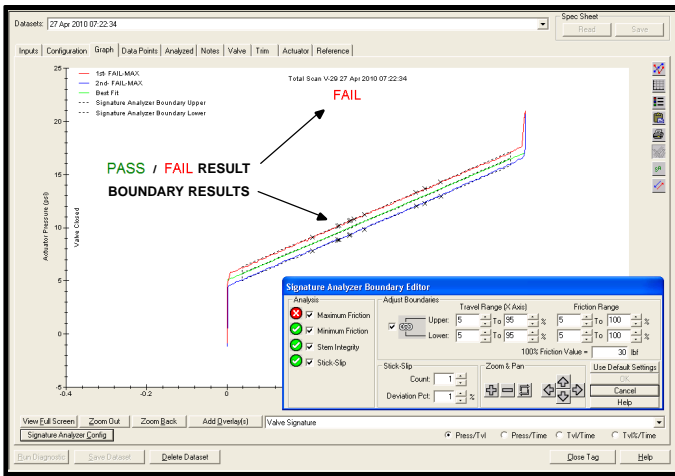 Datasets: 27 Apr 2010 07:22:34
Spec Sheet
Read Save
Inputs Configuration Graph Data Points Analyzed Notes Valve Trim Actuator Reference
1st- FAIL-MAX
2nd- FAIL-MAX
Best Fit
Signature Analyzer Boundary Upper
Signature Analyzer Boundary Lower
Total Scan V-29 27 Apr 2010 07:22:34
FAIL
PASS / FAIL RESULT
BOUNDARY RESULTS
Actuator Pressure (psi)
Valve Closed
25
20
15
10
5
0
-5
-0.4 -0.2 0.0
Signature Analyzer Boundary Editor
Analysis
Maximum Friction
Minimum Friction
Stem Integrity
Stick-Slip
Adjust Boundaries
Travel Range (X Axis) Friction Range
Upper: 5 To 95 % 5 To 100 %
Lower: 5 To 95 % 5 To 100 %
100% Friction Value = 30 lbf
Stick-Slip
Count: 1
Deviation Pct: 1 %
Zoom & Pan
Use Default Settings
OK
Cancel
Help
View Full Screen Zoom Out Zoom Back Add Overlay(s) Valve Signature
Signature Analyzer Config
Press/Tvl Press/Time Tvl/Time Tvl%/Time
Run Diagnostic Save Dataset Delete Dataset Close Tag Help